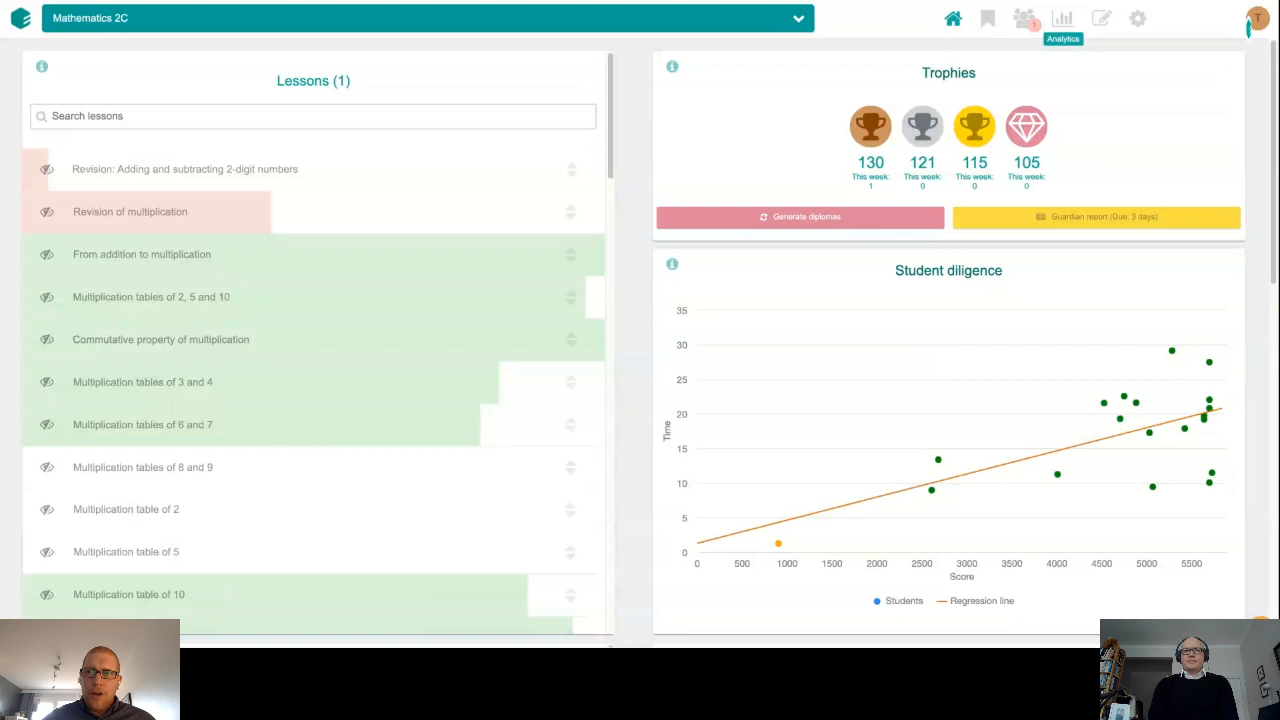 Mathematics 2C
1
T
Analytics
Lessons (1)
Search lessons
Revision: Adding and subtracting 2-digit numbers
Revision of multiplication
From addition to multiplication
Multiplication tables of 2, 5 and 10
Commutative property of multiplication
Multiplication tables of 3 and 4
Multiplication tables of 6 and 7
Multiplication tables of 8 and 9
Multiplication table of 2
Multiplication table of 5
Multiplication table of 10
Trophies
130 121 115 105
This week: This week: This week: This week:
1 0 0 0
Generate diplomas
Guardian report (Due: 3 days)
Student diligence
35
30
25
20
15
10
5
0
Time
0 500 1000 1500 2000 2500 3000 3500 4000 4500 5000 5500
Score
Students Regression line